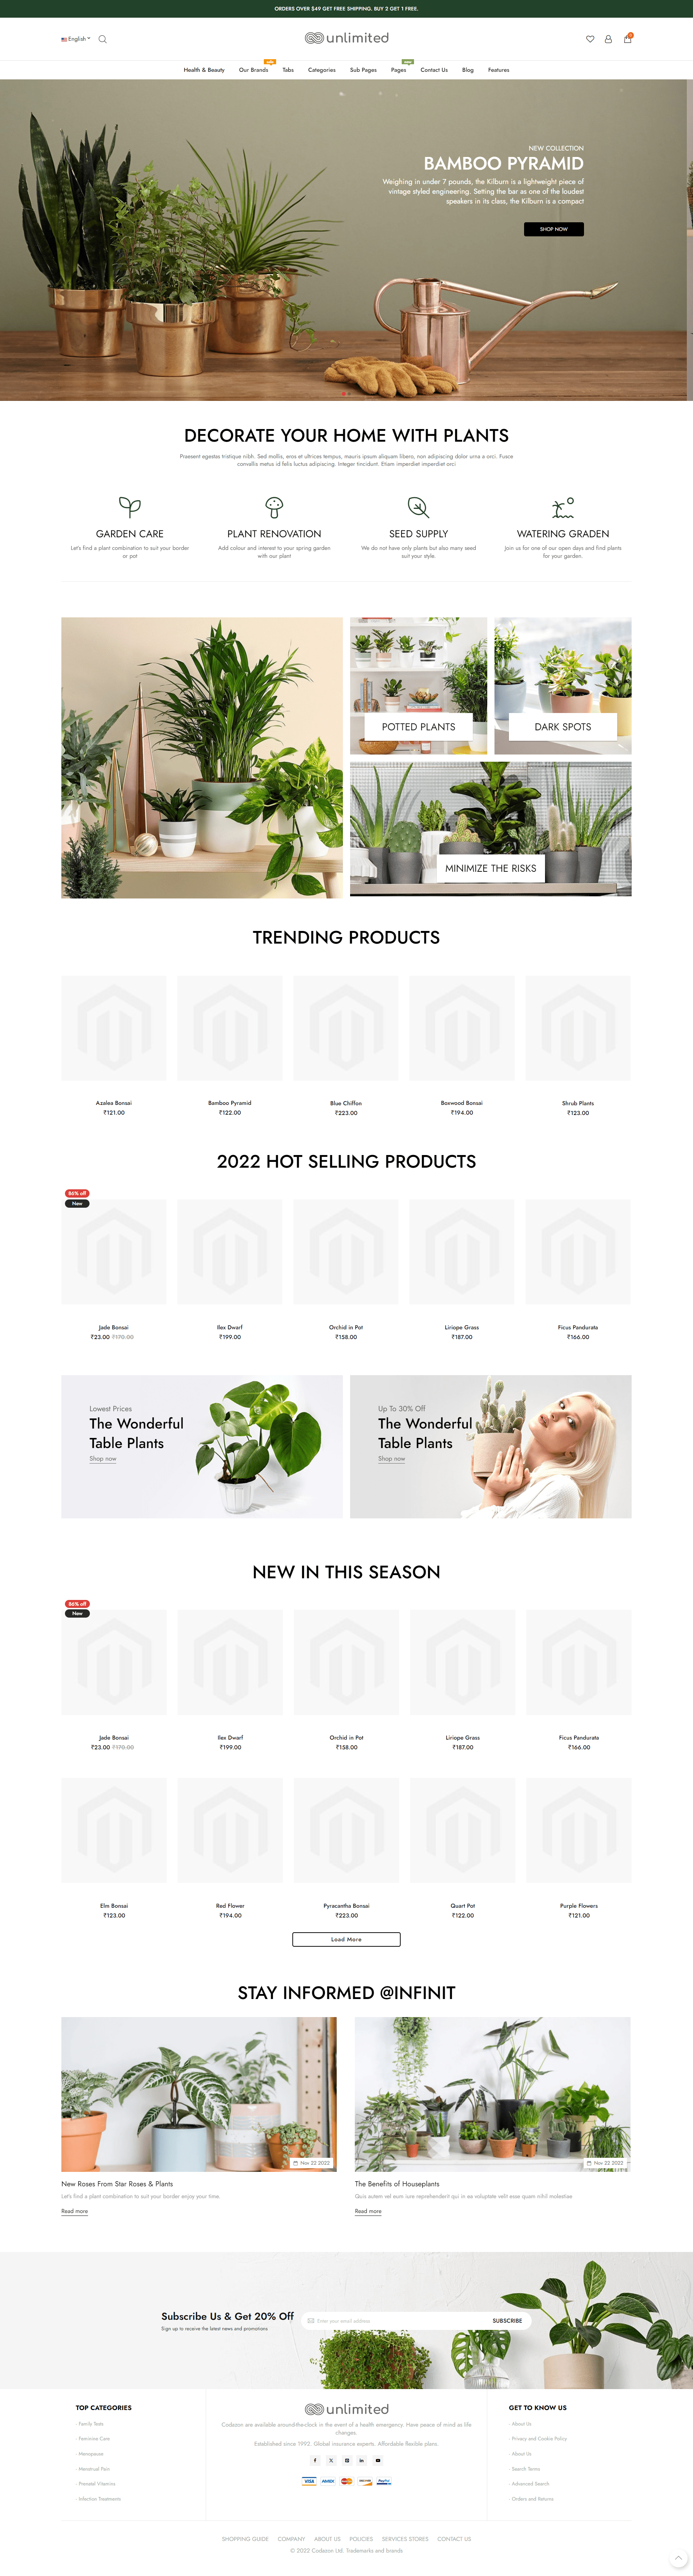 ORDERS OVER $49 GET FREE SHIPPING. BUY 2 GET 1 FREE.
English
unlimited
Health & Beauty
Our Brands
Tabs
Categories
Sub Pages
Pages
Contact Us
Blog
Features
NEW COLLECTION
BAMBOO PYRAMID
Weighing in under 7 pounds, the Kilburn is a lightweight piece of
vintage styled engineering. Setting the bar as one of the loudest
speakers in its class, the Kilburn is a compact
SHOP NOW
DECORATE YOUR HOME WITH PLANTS
Praesent egestas tristique nibh. Sed mollis, eros et ultrices tempus, mauris ipsum aliquam libero, non adipiscing dolor urna a orci. Fusce
convallis metus id felis luctus adipiscing. Integer tincidunt. Etiam imperdiet imperdiet orci
GARDEN CARE
Let's find a plant combination to suit your border
or pot
PLANT RENOVATION
Add colour and interest to your spring garden
with our plant
SEED SUPPLY
We do not have only plants but also many seed
suit your style.
WATERING GRADEN
Join us for one of our open days and find plants
for your garden.
POTTED PLANTS
DARK SPOTS
MINIMIZE THE RISKS
TRENDING PRODUCTS
Azalea Bonsai
₹121.00
Bamboo Pyramid
₹122.00
Blue Chiffon
₹223.00
Boxwood Bonsai
₹194.00
Shrub Plants
₹123.00
2022 HOT SELLING PRODUCTS
86% off
New
Jade Bonsai
₹23.00 ₹170.00
Ilex Dwarf
₹199.00
Orchid in Pot
₹158.00
Liriope Grass
₹187.00
Ficus Pandurata
₹166.00
Lowest Prices
The Wonderful
Table Plants
Shop now
Up To 30% Off
The Wonderful
Table Plants
Shop now
NEW IN THIS SEASON
86% off
New
Jade Bonsai
₹23.00 ₹170.00
Ilex Dwarf
₹199.00
Orchid in Pot
₹158.00
Liriope Grass
₹187.00
Ficus Pandurata
₹166.00
Elm Bonsai
₹123.00
Red Flower
₹194.00
Pyracantha Bonsai
₹223.00
Quart Pot
₹122.00
Purple Flowers
₹121.00
Load More
STAY INFORMED @INFINIT
Nov 22 2022
New Roses From Star Roses & Plants
Let's find a plant combination to suit your border enjoy your time.
Read more
Nov 22 2022
The Benefits of Houseplants
Quis autem vel eum iure reprehenderit qui in ea voluptate velit esse quam nihil molestiae
Read more
Subscribe Us & Get 20% Off
Sign up to receive the latest news and promotions
Enter your email address
SUBSCRIBE
TOP CATEGORIES
- Family Tests
- Feminine Care
- Menopause
- Menstrual Pain
- Prenatal Vitamins
- Infection Treatments
unlimited
Codazon are available around-the-clock in the event of a health emergency. Have peace of mind as life
changes.
Established since 1992. Global insurance experts. Affordable flexible plans.
VISA
AMEX
DISCOVER
PayPal
GET TO KNOW US
- About Us
- Privacy and Cookie Policy
- About Us
- Search Terms
- Advanced Search
- Orders and Returns
SHOPPING GUIDE
COMPANY
ABOUT US
POLICIES
SERVICES STORES
CONTACT US
© 2022 Codazon Ltd. Trademarks and brands